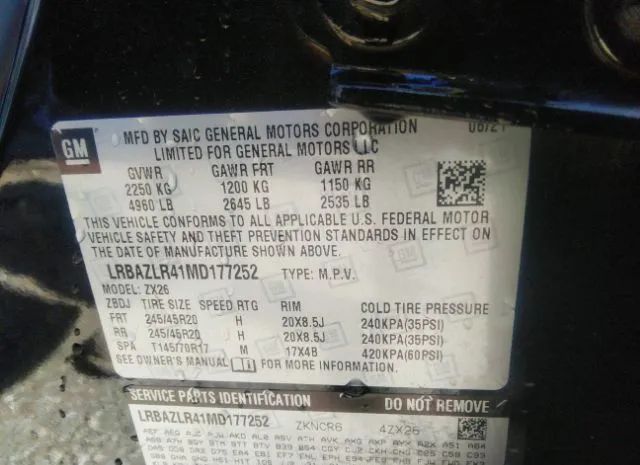 GM
MFD BY SAIC GENERAL MOTORS CORPORATION 06/21
LIMITED FOR GENERAL MOTORS LLC
GVWR GAWR FRT GAWR RR
2250 KG 1200 KG 1150 KG
4960 LB 2645 LB 2535 LB
THIS VEHICLE CONFORMS TO ALL APPLICABLE U.S. FEDERAL MOTOR
VEHICLE SAFETY AND THEFT PREVENTION STANDARDS IN EFFECT ON
THE DATE OF MANUFACTURE SHOWN ABOVE.
LRBAZLR41MD177252 TYPE: M.P.V.
MODEL: ZX26
ZBDJ TIRE SIZE SPEED RTG RIM COLD TIRE PRESSURE
FRT 245/45R20 H 20X8.5J 240KPA(35PSI)
RR 245/45R20 H 20X8.5J 240KPA(35PSI)
SPA T145/70R17 M 17X4B 420KPA(60PSI)
SEE OWNER'S MANUAL FOR MORE INFORMATION.
SERVICE PARTS IDENTIFICATION DO NOT REMOVE
LRBAZLR41MD177252 ZKNCR6 4ZX26